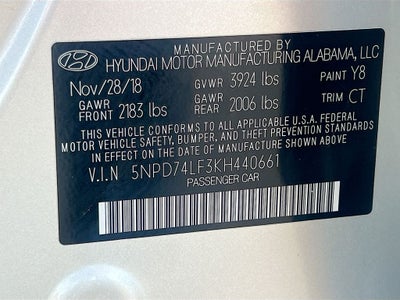 MANUFACTURED BY
HYUNDAI MOTOR MANUFACTURING ALABAMA, LLC
Nov/28/18 GVWR 3924 lbs PAINT Y8
GAWR FRONT 2183 lbs GAWR REAR 2006 lbs TRIM CT
THIS VEHICLE CONFORMS TO ALL APPLICABLE U.S.A. FEDERAL
MOTOR VEHICLE SAFETY, BUMPER, AND THEFT PREVENTION STANDARDS
IN EFFECT ON THE DATE OF MANUFACTURE SHOWN ABOVE.
V.I.N 5NPD74LF3KH440661
PASSENGER CAR